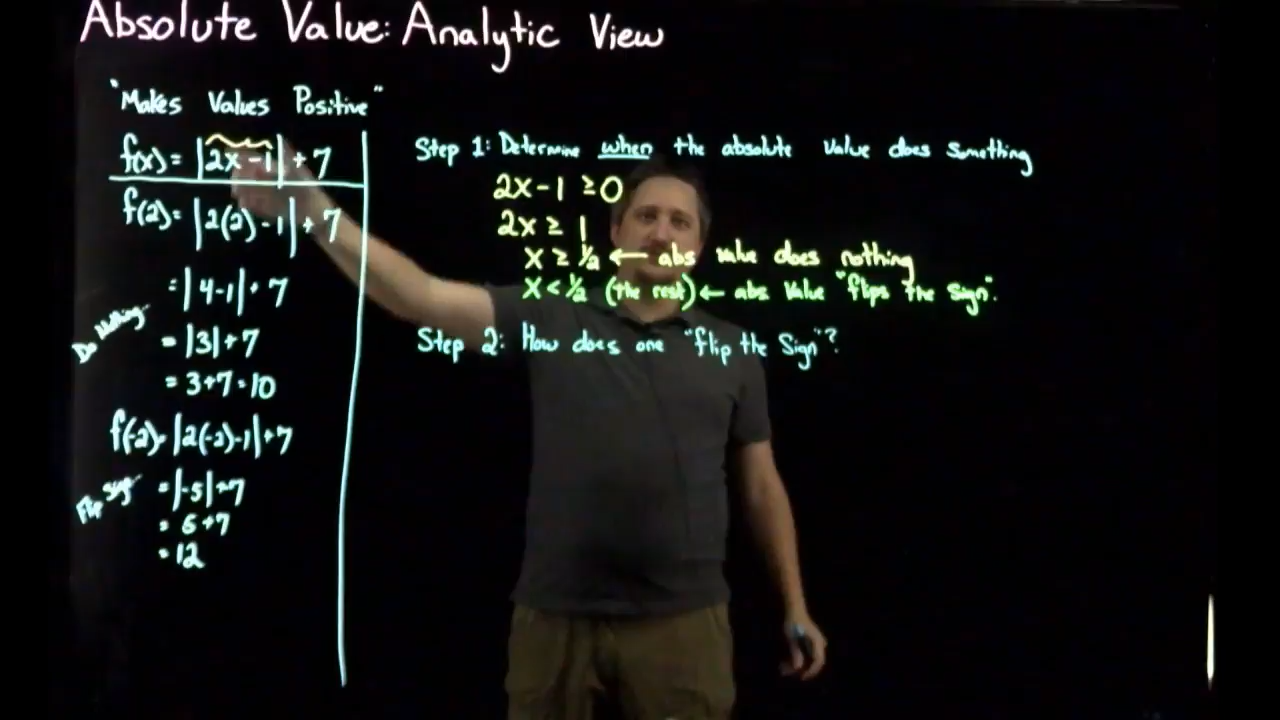 Absolute Value: Analytic View
"Makes Values Positive"
f(x) = |2x-1| + 7
f(2) = |2(2)-1| + 7
= |4-1| + 7
Do Nothing
= |3| + 7
= 3+7=10
f(-2)= |2(-2)-1|+7
Flip Sign
= |-5|+7
= 5+7
= 12
Step 1: Determine when the absolute value does something
2x-1 ≥0
2x ≥ 1
x ≥ 1/2 ← abs value does nothing
x < 1/2 (the rest) ← abs value "flips the sign".
Step 2: How does one "flip the sign"?